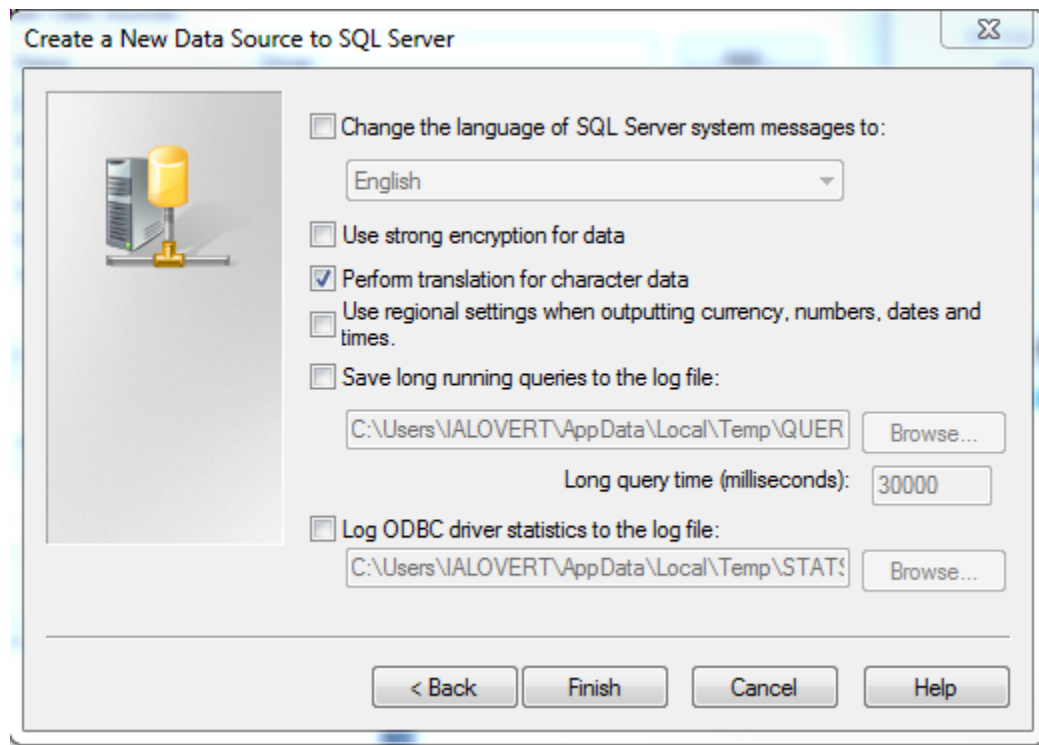 Create a New Data Source to SQL Server
Change the language of SQL Server system messages to:
English
Use strong encryption for data
Perform translation for character data
Use regional settings when outputting currency, numbers, dates and
times.
Save long running queries to the log file:
C:\Users\IALOVERT\AppData\Local\Temp\QUER
Browse...
Long query time (milliseconds):
30000
Log ODBC driver statistics to the log file:
C:\Users\IALOVERT\AppData\Local\Temp\STATS
Browse...
< Back
Finish
Cancel
Help